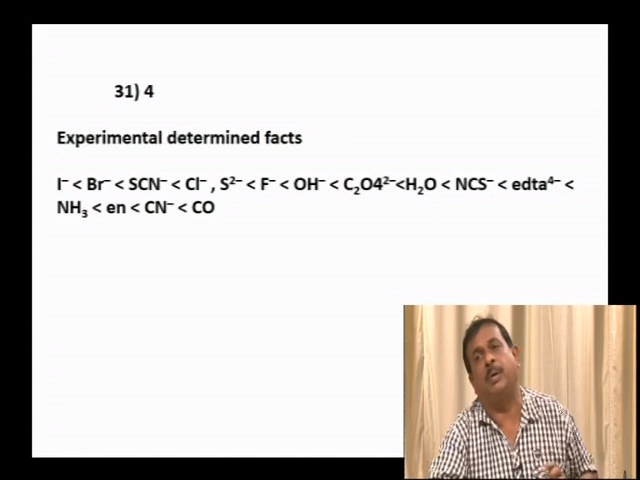 31) 4
Experimental determined facts
I⁻ < Br⁻ < SCN⁻ < Cl⁻ , S²⁻ < F⁻ < OH⁻ < C₂O4²⁻<H₂O < NCS⁻ < edta⁴⁻ <
NH₃ < en < CN⁻ < CO